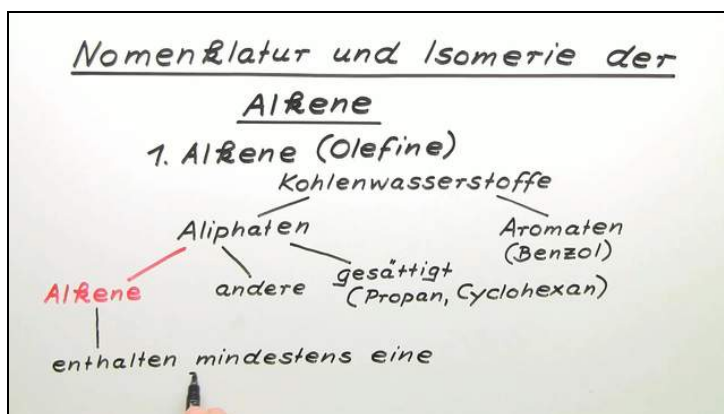 Nomenklatur und Isomerie der
Alkene
1. Alkene (Olefine)
Kohlenwasserstoffe
Aliphaten
Aromaten
(Benzol)
Alkene
andere
gesättigt
(Propan, Cyclohexan)
enthalten mindestens eine